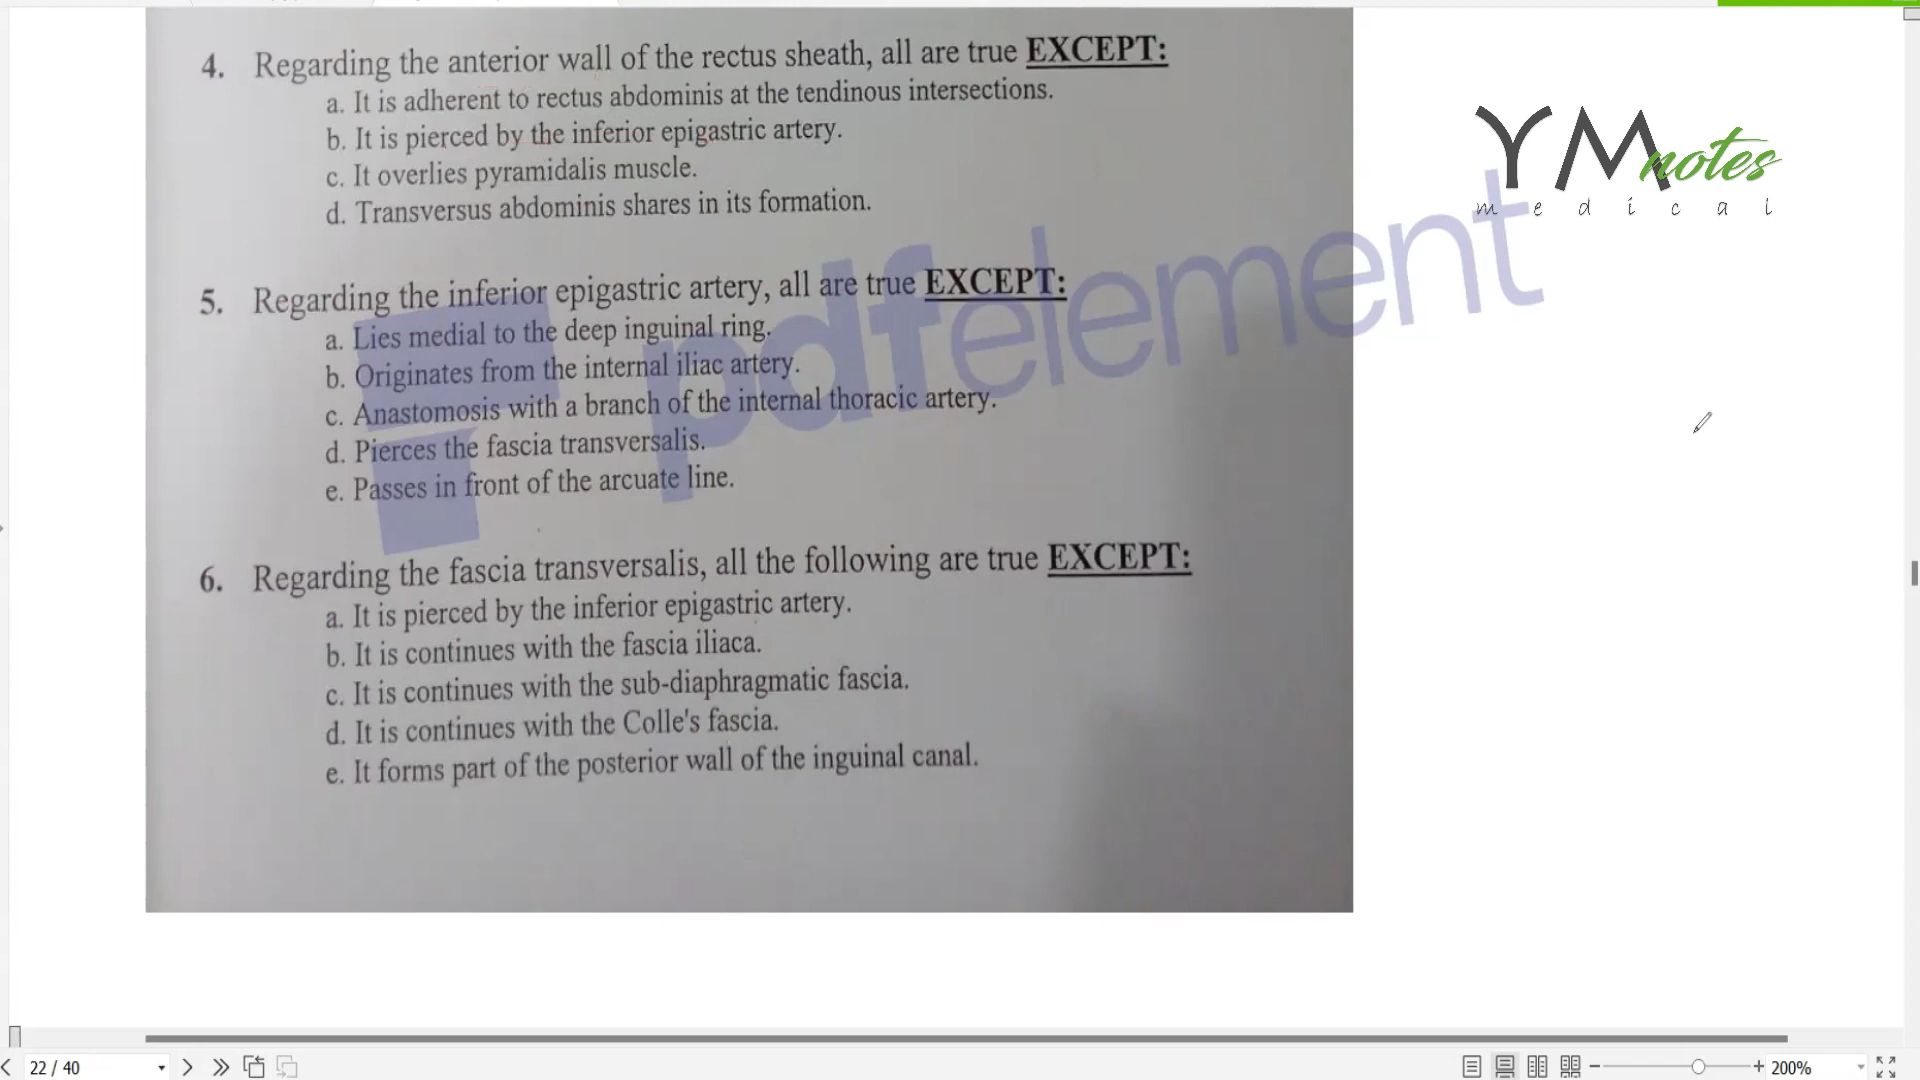 4. Regarding the anterior wall of the rectus sheath, all are true EXCEPT:
a. It is adherent to rectus abdominis at the tendinous intersections.
b. It is pierced by the inferior epigastric artery.
c. It overlies pyramidalis muscle.
d. Transversus abdominis shares in its formation.
YM notes
medical
5. Regarding the inferior epigastric artery, all are true EXCEPT:
a. Lies medial to the deep inguinal ring.
b. Originates from the internal iliac artery.
c. Anastomosis with a branch of the internal thoracic artery.
d. Pierces the fascia transversalis.
e. Passes in front of the arcuate line.
pdfelement
6. Regarding the fascia transversalis, all the following are true EXCEPT:
a. It is pierced by the inferior epigastric artery.
b. It is continues with the fascia iliaca.
c. It is continues with the sub-diaphragmatic fascia.
d. It is continues with the Colle's fascia.
e. It forms part of the posterior wall of the inguinal canal.
22 / 40
200%